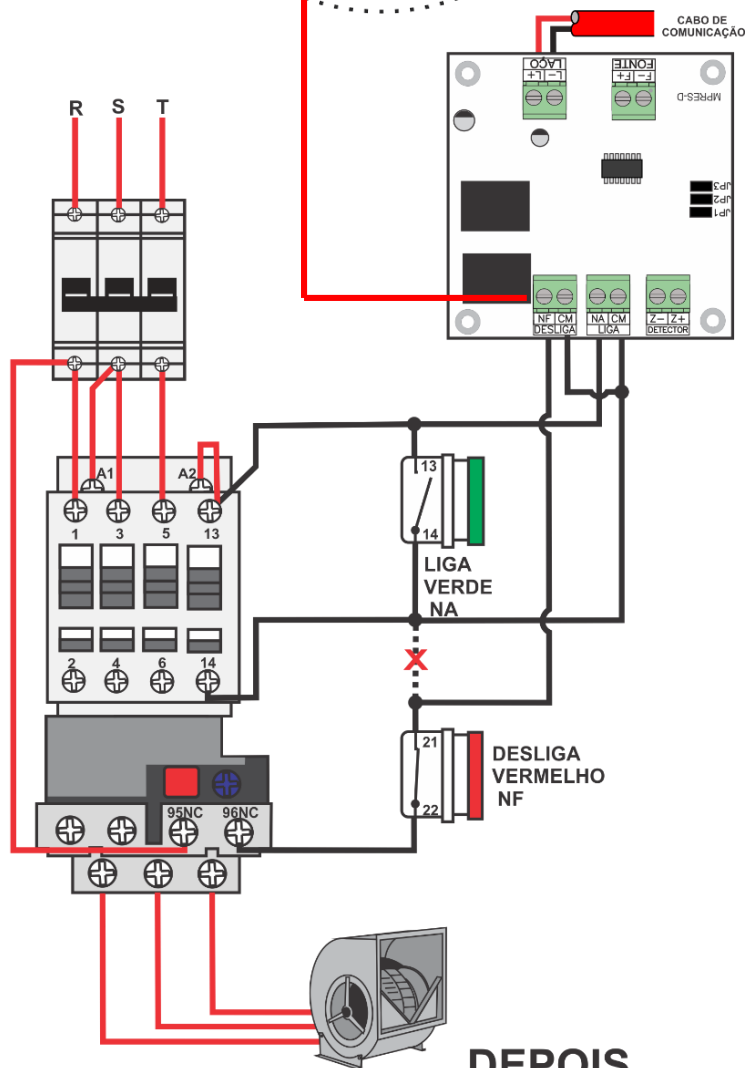 CABO DE
COMUNICAÇÃO
LAÇO
L+ L-
FONTE
F+ F-
MPRES-D
JP3
JP2
JP1
R S T
NF CM
DESLIGA
NA CM
LIGA
Z- Z+
DETECTOR
A1 A2
1 3 5 13
13
14
LIGA
VERDE
NA
X
2 4 6 14
21
22
DESLIGA
VERMELHO
NF
95NC 96NC
DEPOIS